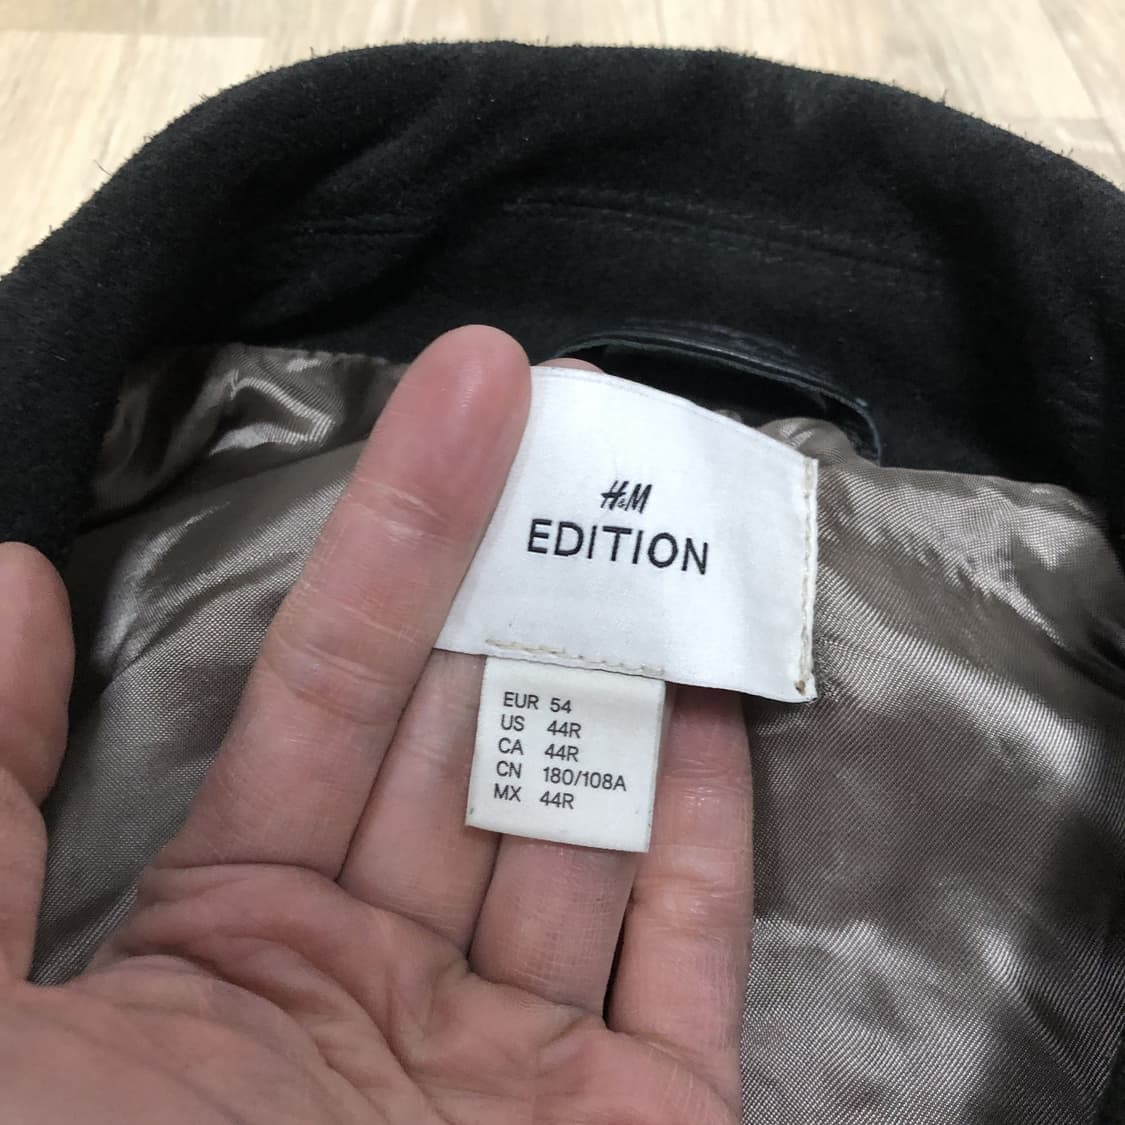 H&M
EDITION
EUR 54
US 44R
CA 44R
CN 180/108A
MX 44R